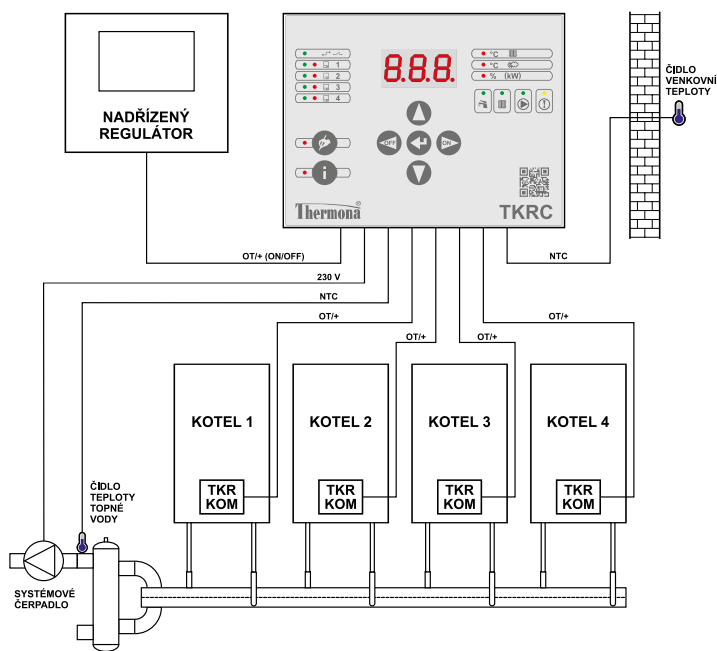 NADŘÍZENÝ
REGULÁTOR
1
2
3
4
8.8.8.
°C
°C
% (kW)
OFF
ON
i
Thermona®
TKRC
ČIDLO
VENKOVNÍ
TEPLOTY
OT/+ (ON/OFF)
NTC
230 V
NTC
OT/+
OT/+
OT/+
OT/+
KOTEL 1
KOTEL 2
KOTEL 3
KOTEL 4
TKR
KOM
TKR
KOM
TKR
KOM
TKR
KOM
ČIDLO
TEPLOTY
TOPNÉ
VODY
SYSTÉMOVÉ
ČERPADLO